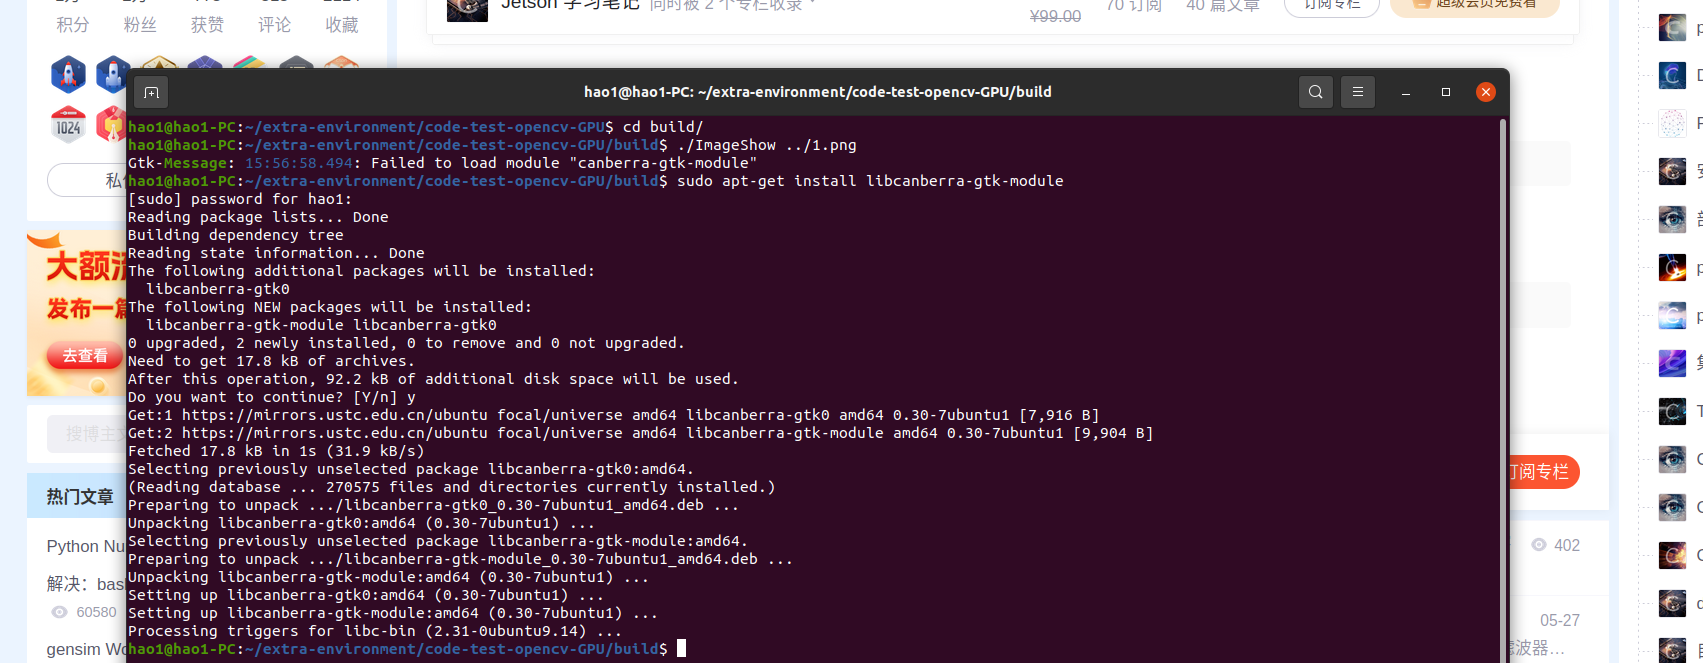 Jetson 学习笔记 同时被 2 个专栏收录
¥99.00
70 订阅
40 篇文章
订阅专栏
超级会员免费看
积分 粉丝 获赞 评论 收藏
1024
大额
发布一篇
去查看
搜博主文
热门文章
Python Nu
解决：bas
60580
gensim Wo
hao1@hao1-PC: ~/extra-environment/code-test-opencv-GPU/build
hao1@hao1-PC:~/extra-environment/code-test-opencv-GPU$ cd build/
hao1@hao1-PC:~/extra-environment/code-test-opencv-GPU/build$ ./ImageShow ../1.png
Gtk-Message: 15:56:58.494: Failed to load module "canberra-gtk-module"
hao1@hao1-PC:~/extra-environment/code-test-opencv-GPU/build$ sudo apt-get install libcanberra-gtk-module
[sudo] password for hao1:
Reading package lists... Done
Building dependency tree
Reading state information... Done
The following additional packages will be installed:
  libcanberra-gtk0
The following NEW packages will be installed:
  libcanberra-gtk-module libcanberra-gtk0
0 upgraded, 2 newly installed, 0 to remove and 0 not upgraded.
Need to get 17.8 kB of archives.
After this operation, 92.2 kB of additional disk space will be used.
Do you want to continue? [Y/n] y
Get:1 https://mirrors.ustc.edu.cn/ubuntu focal/universe amd64 libcanberra-gtk0 amd64 0.30-7ubuntu1 [7,916 B]
Get:2 https://mirrors.ustc.edu.cn/ubuntu focal/universe amd64 libcanberra-gtk-module amd64 0.30-7ubuntu1 [9,904 B]
Fetched 17.8 kB in 1s (31.9 kB/s)
Selecting previously unselected package libcanberra-gtk0:amd64.
(Reading database ... 270575 files and directories currently installed.)
Preparing to unpack .../libcanberra-gtk0_0.30-7ubuntu1_amd64.deb ...
Unpacking libcanberra-gtk0:amd64 (0.30-7ubuntu1) ...
Selecting previously unselected package libcanberra-gtk-module:amd64.
Preparing to unpack .../libcanberra-gtk-module_0.30-7ubuntu1_amd64.deb ...
Unpacking libcanberra-gtk-module:amd64 (0.30-7ubuntu1) ...
Setting up libcanberra-gtk0:amd64 (0.30-7ubuntu1) ...
Setting up libcanberra-gtk-module:amd64 (0.30-7ubuntu1) ...
Processing triggers for libc-bin (2.31-0ubuntu9.14) ...
hao1@hao1-PC:~/extra-environment/code-test-opencv-GPU/build$
订阅专栏
402
05-27
滤波器...